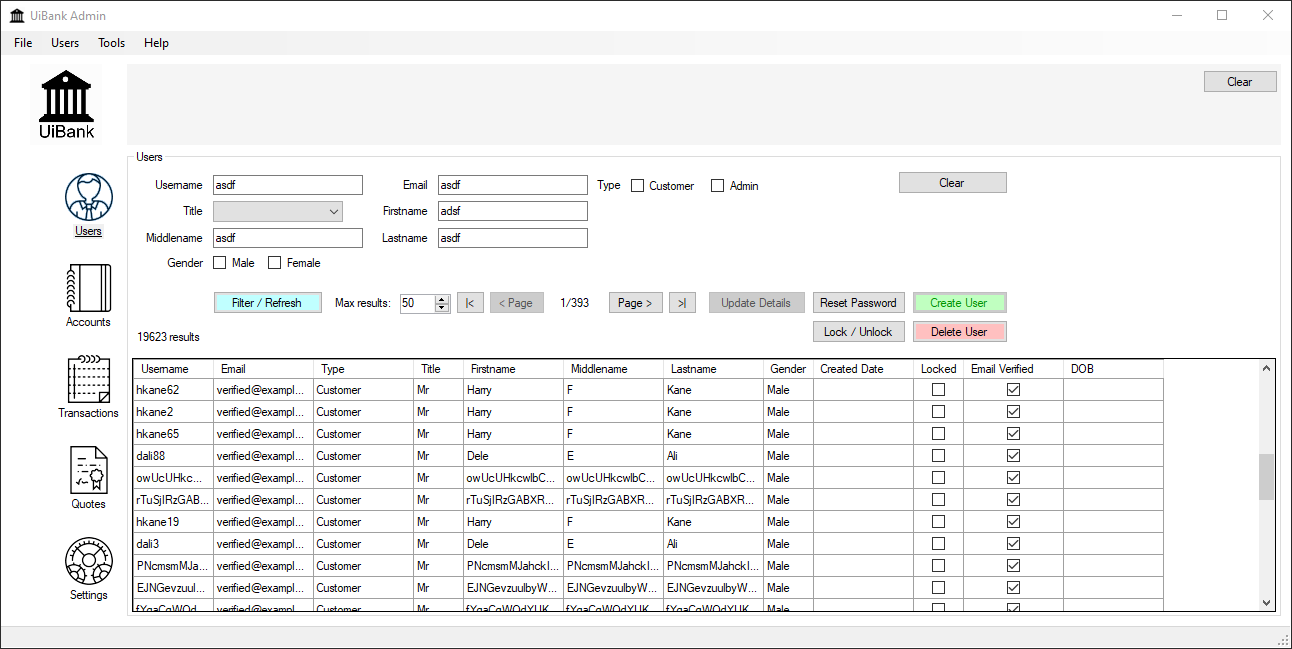 UiBank Admin
File Users Tools Help
UiBank
Clear
Users
Username asdf Email asdf Type Customer Admin Clear
Title Firstname adsf
Middlename asdf Lastname asdf
Gender Male Female
Filter / Refresh Max results: 50 |< < Page 1/393 Page > >| Update Details Reset Password Create User
19623 results Lock / Unlock Delete User
Users
Accounts
Transactions
Quotes
Settings
Username Email Type Title Firstname Middlename Lastname Gender Created Date Locked Email Verified DOB
hkane62 verified@exampl... Customer Mr Harry F Kane Male
hkane2 verified@exampl... Customer Mr Harry F Kane Male
hkane65 verified@exampl... Customer Mr Harry F Kane Male
dali88 verified@exampl... Customer Mr Dele E Ali Male
owUcUHkc... verified@exampl... Customer Mr owUcUHkcwlbC... owUcUHkcwlbC... owUcUHkcwlbC... Male
rTuSjIRzGAB... verified@exampl... Customer Mr rTuSjIRzGABXR... rTuSjIRzGABXR... rTuSjIRzGABXR... Male
hkane19 verified@exampl... Customer Mr Harry F Kane Male
dali3 verified@exampl... Customer Mr Dele E Ali Male
PNcmsmMJa... verified@exampl... Customer Mr PNcmsmMJahckI... PNcmsmMJahckI... PNcmsmMJahckI... Male
EJNGevzuul... verified@exampl... Customer Mr EJNGevzuulbyW... EJNGevzuulbyW... EJNGevzuulbyW... Male
verified@exampl... Customer Mr Male